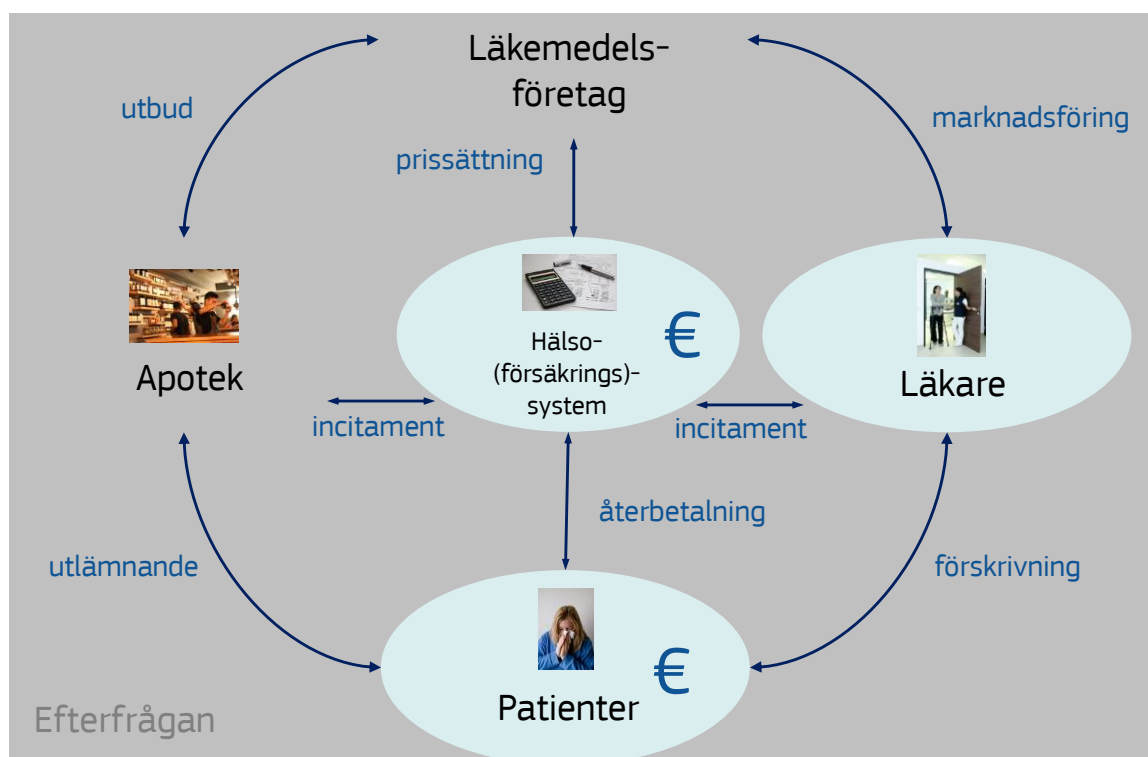 Läkemedels-
företag
utbud
marknadsföring
prissättning
€
Hälso-
(försäkrings)-
system
Apotek
Läkare
incitament
incitament
återbetalning
utlämnande
förskrivning
€
Patienter
Efterfrågan